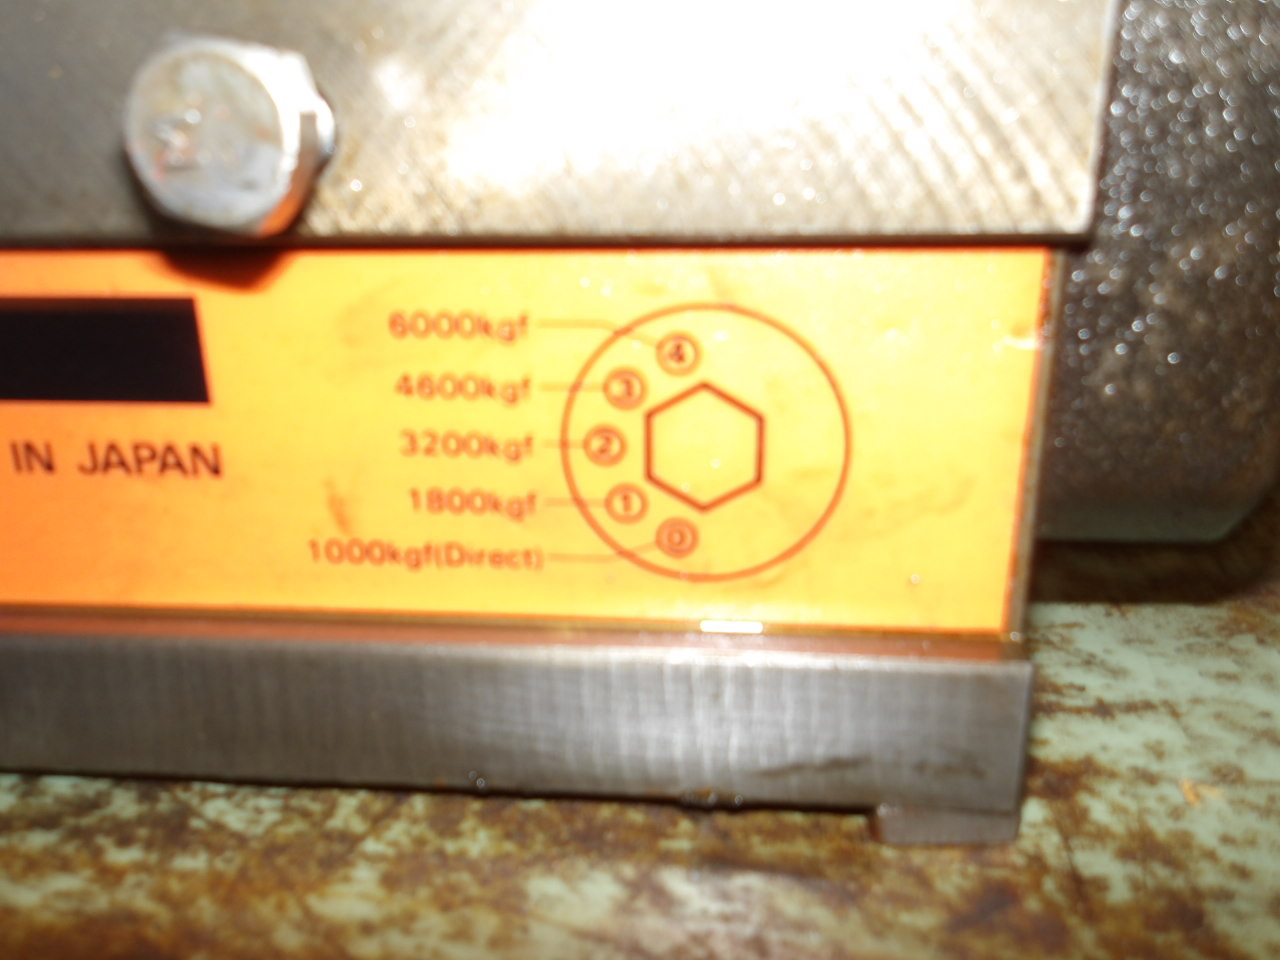 6000kgf ④
4600kgf ③
3200kgf ②
IN JAPAN
1800kgf ①
1000kgf(Direct) ⓪